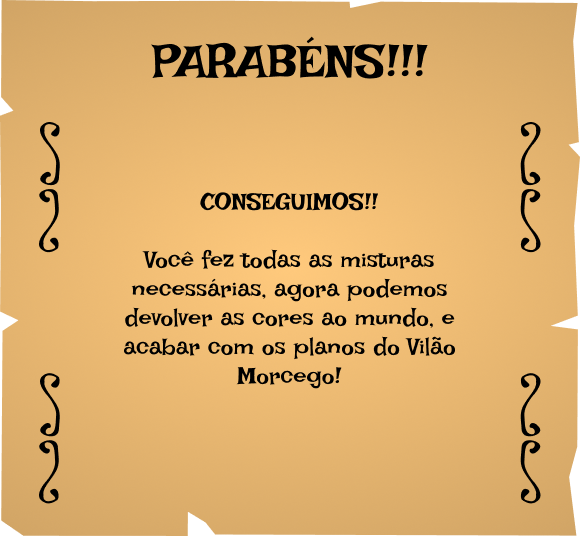 PARABÉNS!!!
CONSEGUIMOS!!
Você fez todas as misturas
necessárias, agora podemos
devolver as cores ao mundo, e
acabar com os planos do Vilão
Morcego!